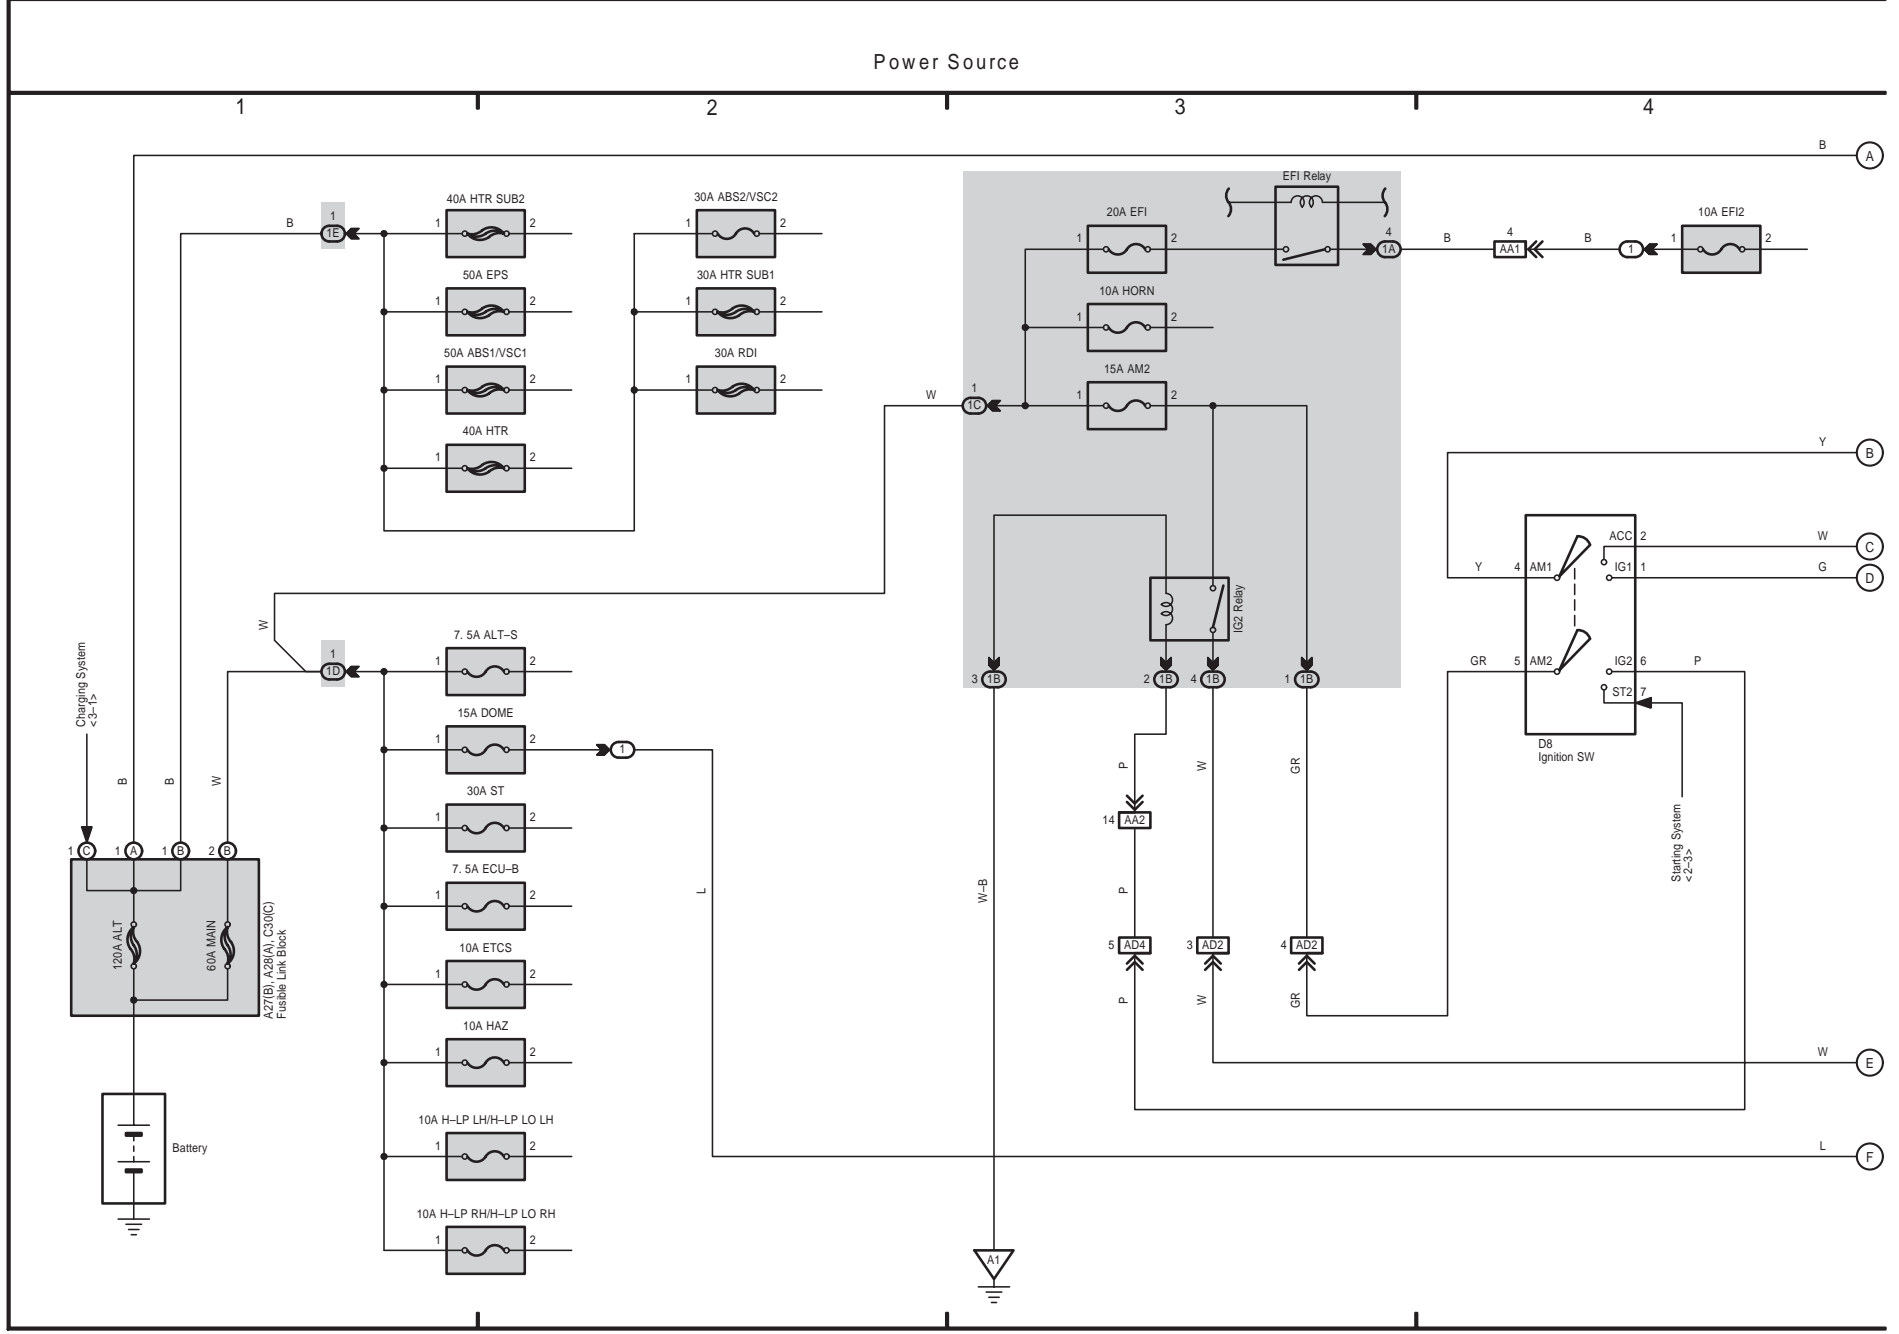 Power Source
1
2
3
4
B
A
B
1
1E
40A HTR SUB2
1
2
50A EPS
1
2
50A ABS1/VSC1
1
2
40A HTR
1
2
30A ABS2/VSC2
1
2
30A HTR SUB1
1
2
30A RDI
1
2
EFI Relay
20A EFI
1
2
10A HORN
1
2
15A AM2
1
2
4
1A
B
4
AA1
B
1
10A EFI2
1
2
W
1
1C
IG2 Relay
3
1B
2
1B
4
1B
1
1B
Y
B
ACC
2
W
C
Y
4
AM1
IG1
1
G
D
GR
5
AM2
IG2
6
P
ST2
7
D8
Ignition SW
Starting System
<2–3>
W
1
1D
7. 5A ALT–S
1
2
15A DOME
1
2
1
30A ST
1
2
7. 5A ECU–B
1
2
10A ETCS
1
2
10A HAZ
1
2
10A H–LP LH/H–LP LO LH
1
2
10A H–LP RH/H–LP LO RH
1
2
Charging System
<3–1>
B
B
W
1
C
1
A
1
B
2
B
120A ALT
60A MAIN
A27(B), A28(A), C30(C)
Fusible Link Block
Battery
L
W–B
P
W
GR
14
AA2
P
5
AD4
3
AD2
4
AD2
P
W
GR
W
E
L
F
A1